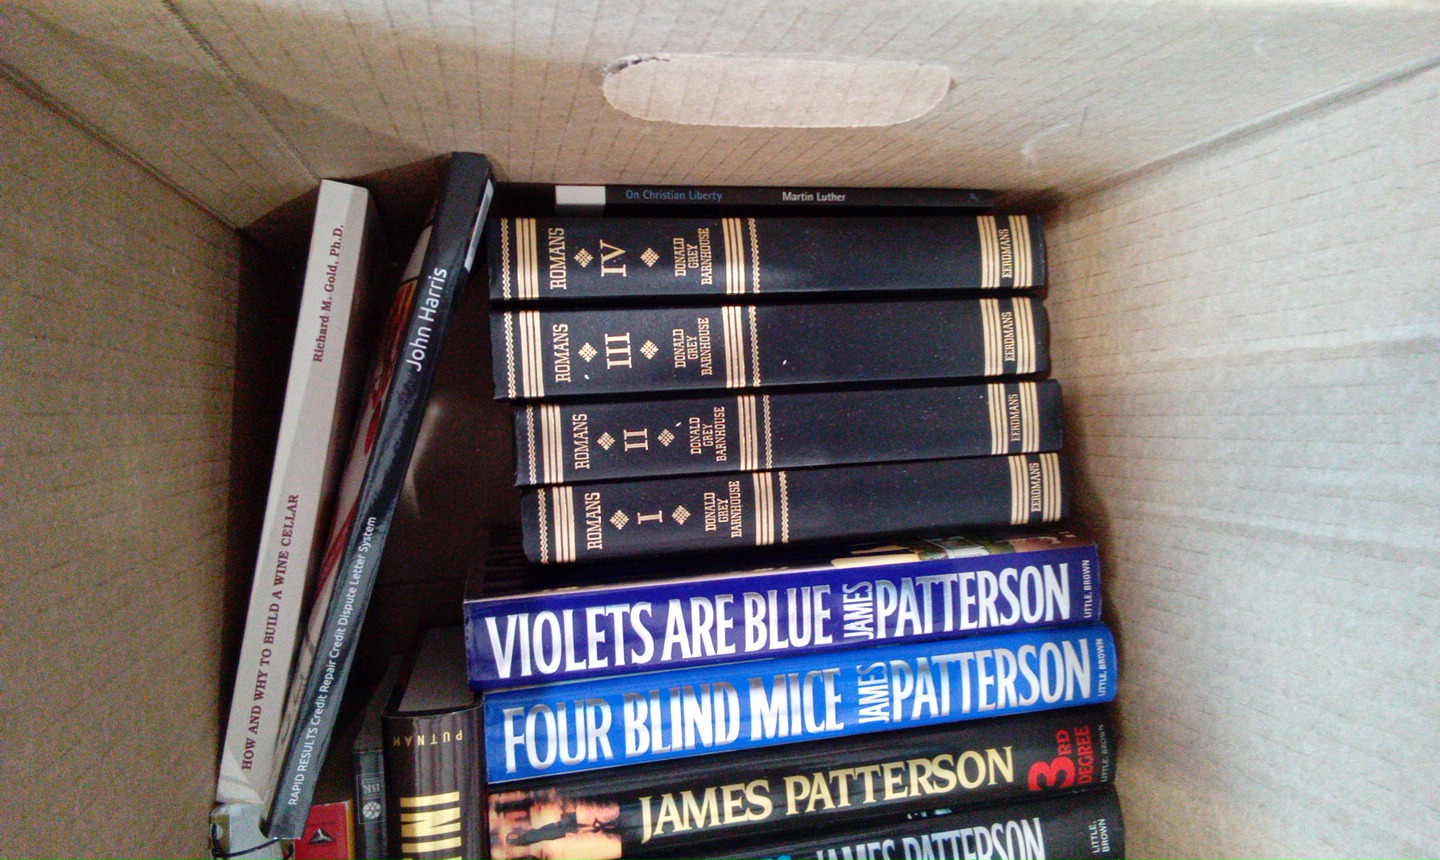 On Christian Liberty Martin Luther
ROMANS IV DONALD GREY BARNHOUSE EERDMANS
ROMANS III DONALD GREY BARNHOUSE EERDMANS
ROMANS II DONALD GREY BARNHOUSE EERDMANS
ROMANS I DONALD GREY BARNHOUSE EERDMANS
VIOLETS ARE BLUE JAMES PATTERSON LITTLE, BROWN
FOUR BLIND MICE JAMES PATTERSON LITTLE, BROWN
JAMES PATTERSON 3RD DEGREE LITTLE, BROWN
JAMES PATTERSON LITTLE, BROWN
HOW AND WHY TO BUILD A WINE CELLAR Richard M. Gold, Ph.D.
RAPID RESULTS Credit Repair Credit Dispute Letter System John Harris
BK
PUTNAM